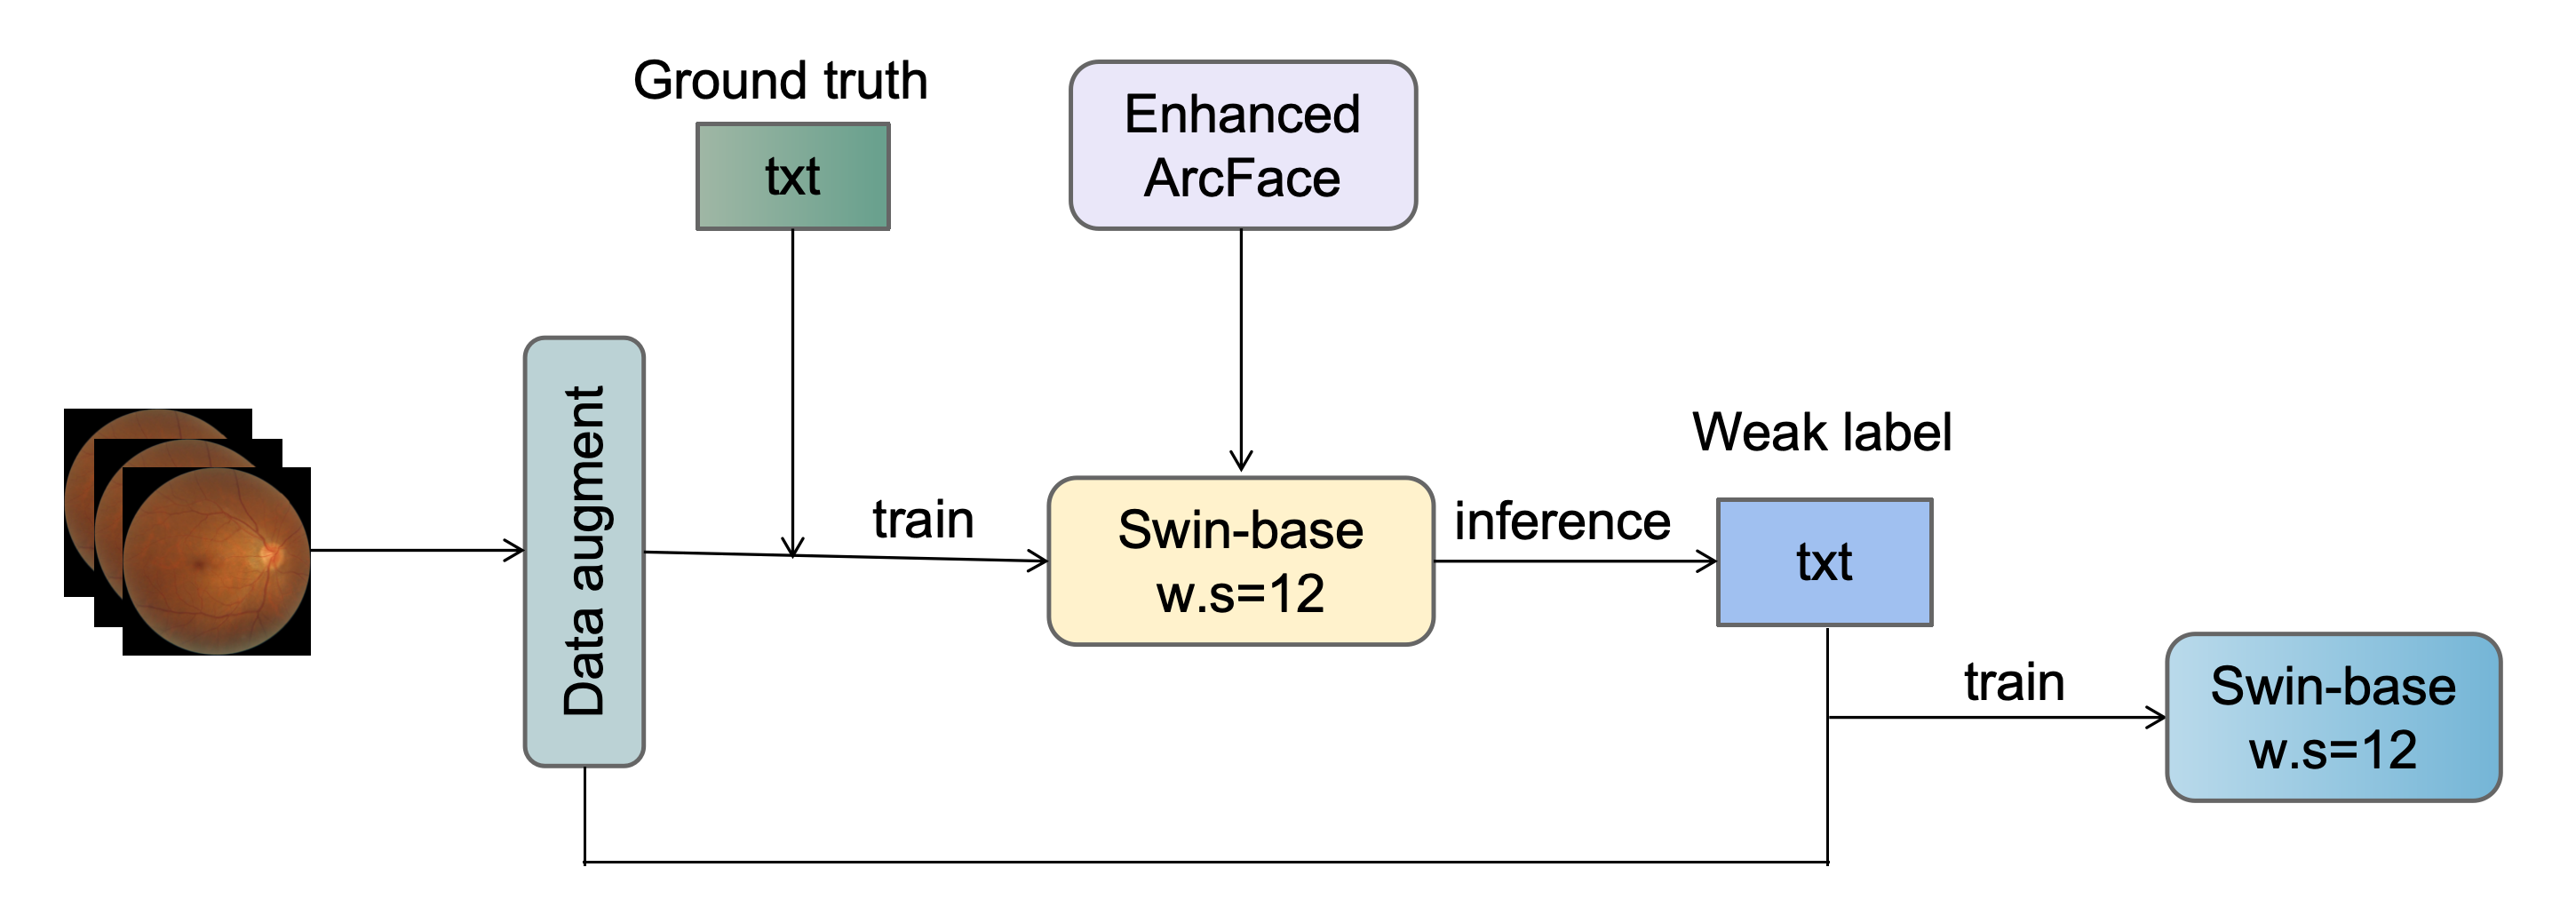 Ground truth
txt
Enhanced
ArcFace
Data augment
train
Swin-base
w.s=12
inference
Weak label
txt
train
Swin-base
w.s=12